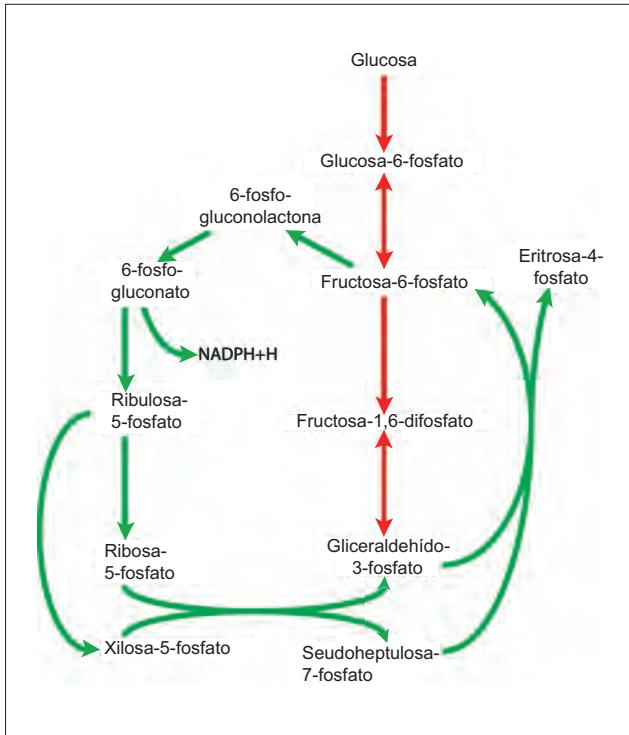 Glucosa
Glucosa-6-fosfato
6-fosfo-
gluconolactona
Eritrosa-4-
fosfato
6-fosfo-
gluconato
Fructosa-6-fosfato
NADPH+H
Ribulosa-
5-fosfato
Fructosa-1,6-difosfato
Ribosa-
5-fosfato
Gliceraldehído-
3-fosfato
Xilosa-5-fosfato
Seudoheptulosa-
7-fosfato